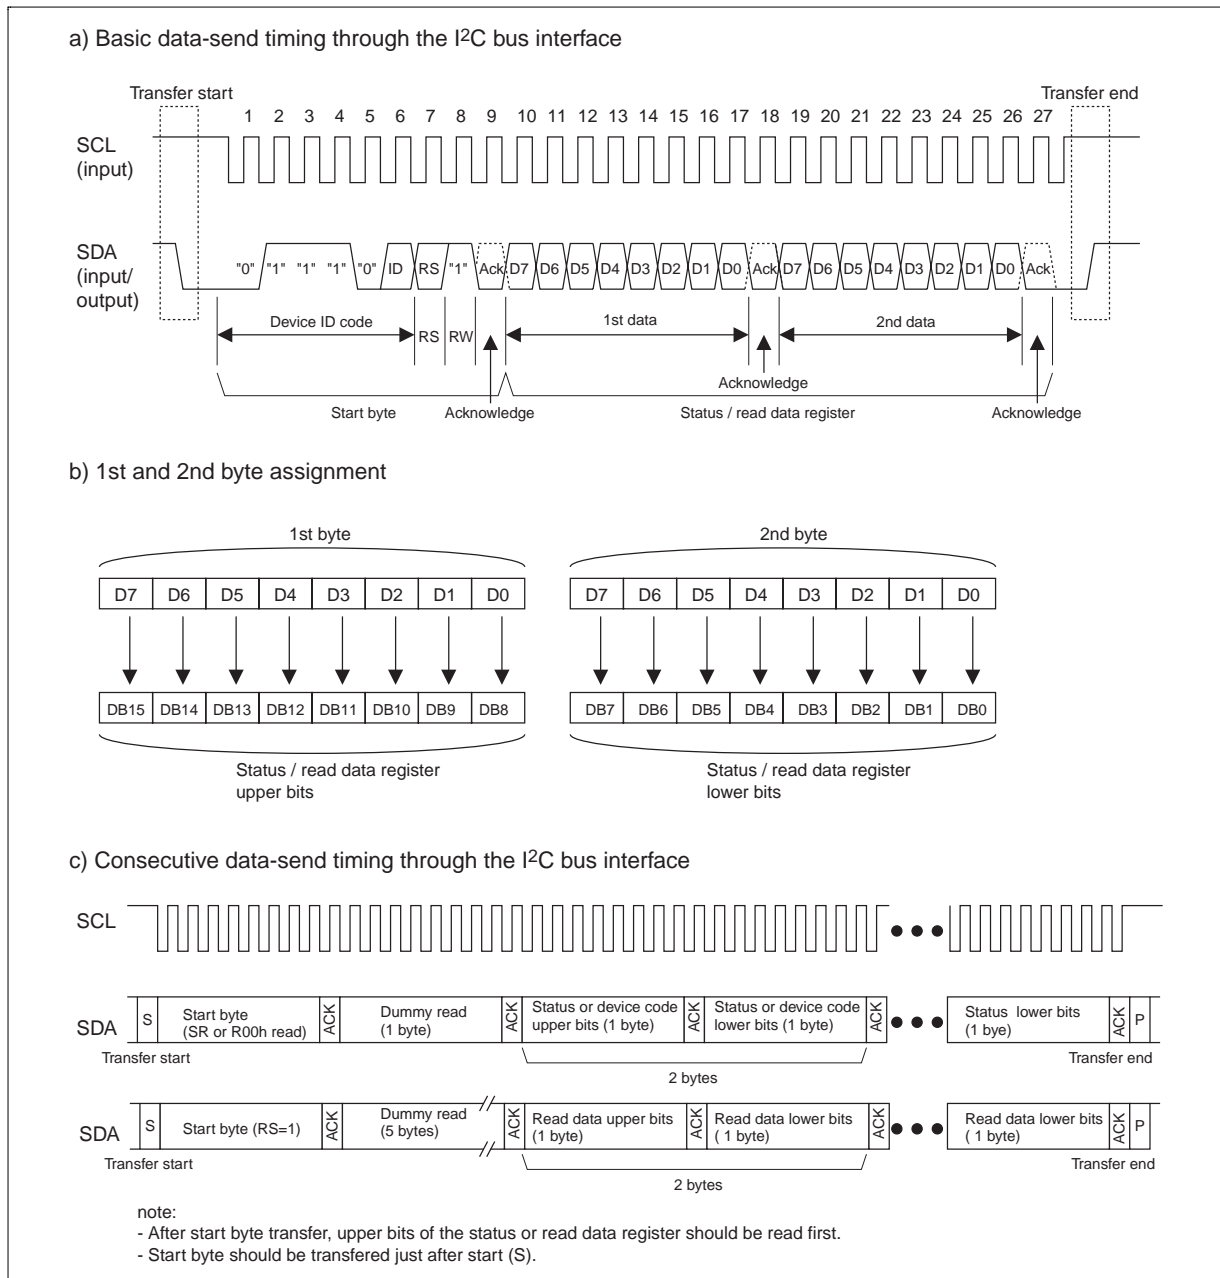 a) Basic data-send timing through the I2C bus interface
Transfer start
Transfer end
1 2 3 4 5 6 7 8 9 10 11 12 13 14 15 16 17 18 19 20 21 22 23 24 25 26 27
SCL
(input)
SDA
(input/
output)
"0" "1" "1" "1" "0" ID RS "1" Ack D7 D6 D5 D4 D3 D2 D1 D0 Ack D7 D6 D5 D4 D3 D2 D1 D0 Ack
Device ID code RS RW 1st data 2nd data
Acknowledge
Start byte Acknowledge Status / read data register Acknowledge
b) 1st and 2nd byte assignment
1st byte 2nd byte
D7 D6 D5 D4 D3 D2 D1 D0 D7 D6 D5 D4 D3 D2 D1 D0
DB15 DB14 DB13 DB12 DB11 DB10 DB9 DB8 DB7 DB6 DB5 DB4 DB3 DB2 DB1 DB0
Status / read data register
upper bits
Status / read data register
lower bits
c) Consecutive data-send timing through the I2C bus interface
SCL
SDA
S
Start byte
(SR or R00h read)
ACK
Dummy read
(1 byte)
ACK
Status or device code
upper bits (1 byte)
ACK
Status or device code
lower bits (1 byte)
ACK
Status lower bits
(1 bye)
ACK
P
Transfer start
Transfer end
2 bytes
SDA
S
Start byte (RS=1)
ACK
Dummy read
(5 bytes)
ACK
Read data upper bits
(1 byte)
ACK
Read data lower bits
( 1 byte)
ACK
Read data lower bits
( 1 byte)
ACK
P
Transfer start
Transfer end
2 bytes
note:
- After start byte transfer, upper bits of the status or read data register should be read first.
- Start byte should be transfered just after start (S).